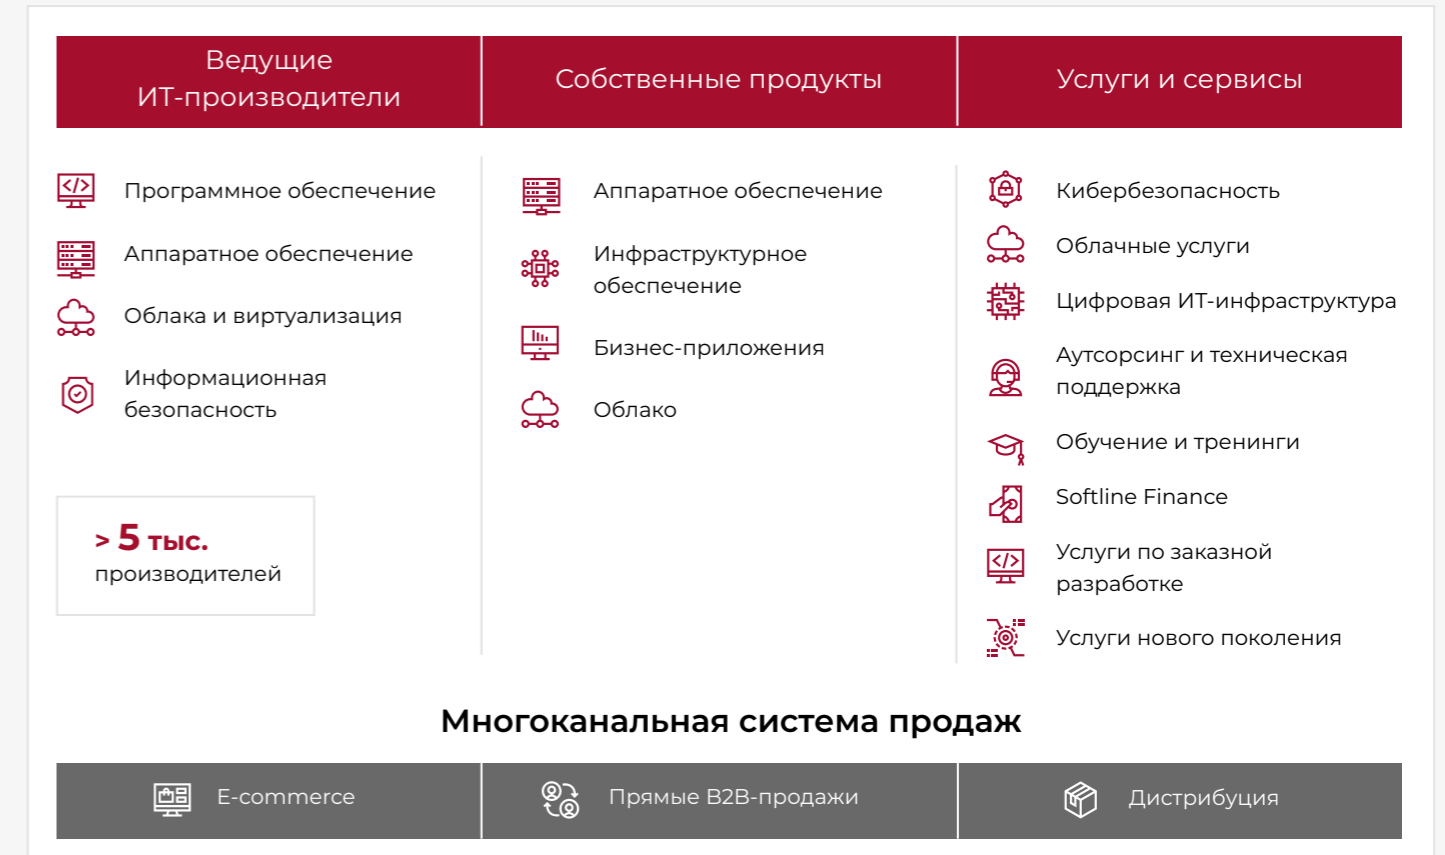 Ведущие
ИТ-производители
Собственные продукты
Услуги и сервисы
Программное обеспечение
Аппаратное обеспечение
Облака и виртуализация
Информационная
безопасность
> 5 тыс.
производителей
Аппаратное обеспечение
Инфраструктурное
обеспечение
Бизнес-приложения
Облако
Кибербезопасность
Облачные услуги
Цифровая ИТ-инфраструктура
Аутсорсинг и техническая
поддержка
Обучение и тренинги
Softline Finance
Услуги по заказной
разработке
Услуги нового поколения
Многоканальная система продаж
E-commerce
Прямые B2B-продажи
Дистрибуция